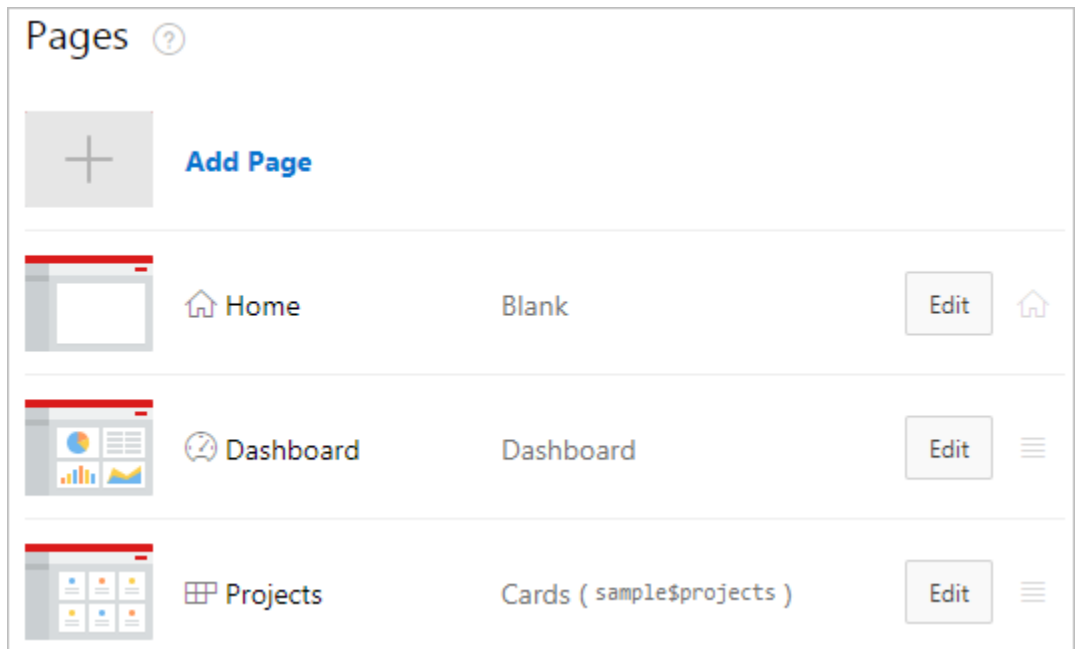 Pages ?
Add Page
Home Blank Edit
Dashboard Dashboard Edit
Projects Cards ( sample$projects ) Edit